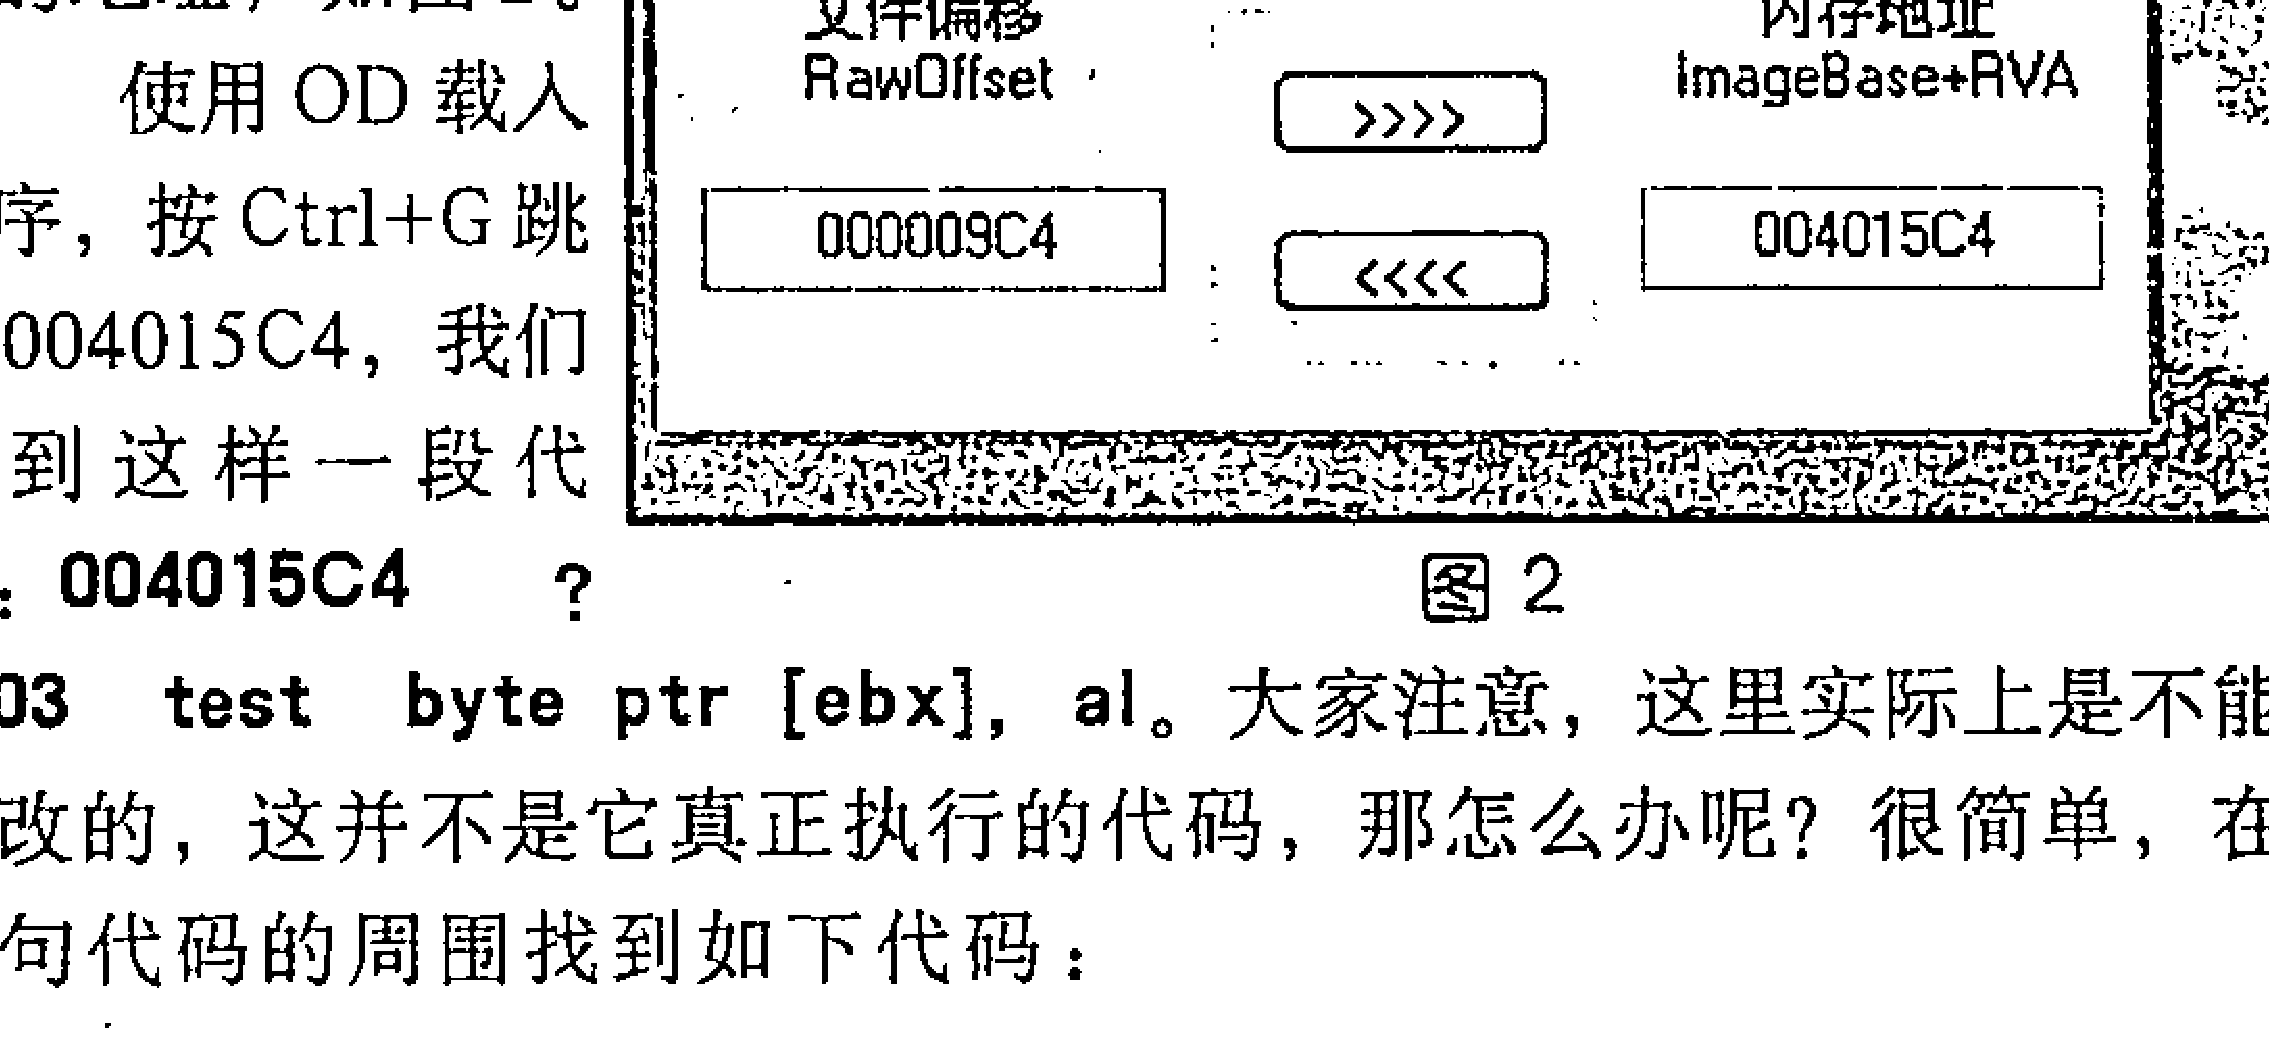 使用 OD 载入
序，按 Ctrl+G 跳
004015C4，我们
到这样一段代
：004015C4 ?
文件偏移
RawOffset
内存地址
ImageBase+RVA
>>>>
000009C4
004015C4
<<<<
图 2
03 test byte ptr [ebx], al。大家注意，这里实际上是不能
改的，这并不是它真正执行的代码，那怎么办呢？很简单，在
句代码的周围找到如下代码：